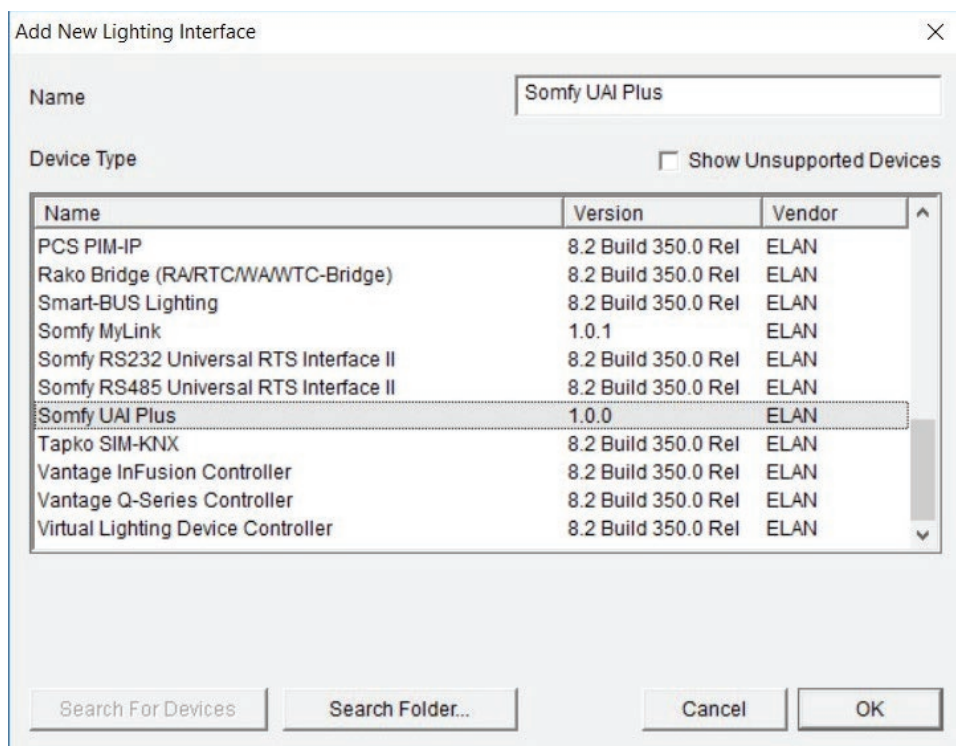 Add New Lighting Interface
Name Somfy UAI Plus
Device Type Show Unsupported Devices
Name Version Vendor
PCS PIM-IP 8.2 Build 350.0 Rel ELAN
Rako Bridge (RA/RTC/WA/WTC-Bridge) 8.2 Build 350.0 Rel ELAN
Smart-BUS Lighting 8.2 Build 350.0 Rel ELAN
Somfy MyLink 1.0.1 ELAN
Somfy RS232 Universal RTS Interface II 8.2 Build 350.0 Rel ELAN
Somfy RS485 Universal RTS Interface II 8.2 Build 350.0 Rel ELAN
Somfy UAI Plus 1.0.0 ELAN
Tapko SIM-KNX 8.2 Build 350.0 Rel ELAN
Vantage InFusion Controller 8.2 Build 350.0 Rel ELAN
Vantage Q-Series Controller 8.2 Build 350.0 Rel ELAN
Virtual Lighting Device Controller 8.2 Build 350.0 Rel ELAN
Search For Devices Search Folder... Cancel OK